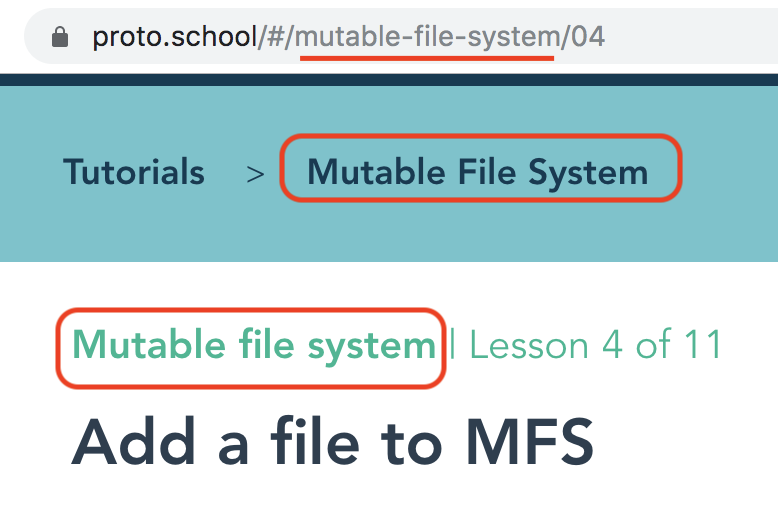 proto.school/#/mutable-file-system/04
Tutorials > Mutable File System
Mutable file system | Lesson 4 of 11
Add a file to MFS